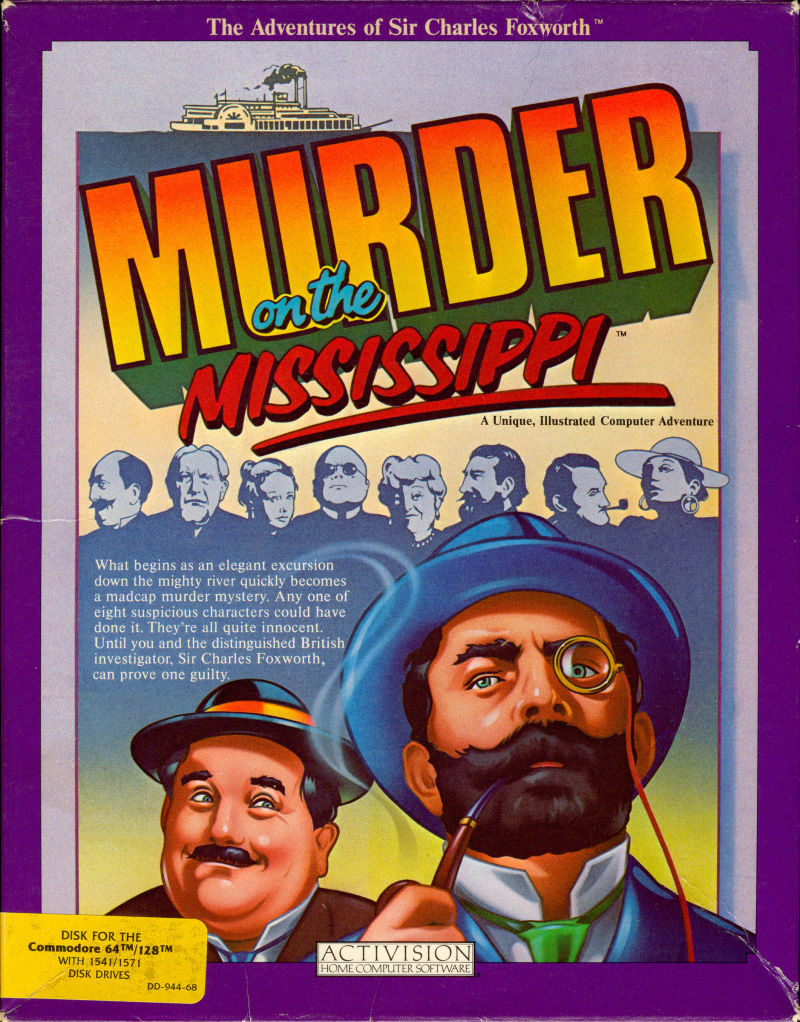 The Adventures of Sir Charles Foxworth™
MURDER
on the
MISSISSIPPI™
A Unique, Illustrated Computer Adventure
What begins as an elegant excursion
down the mighty river quickly becomes
a madcap murder mystery. Any one of
eight suspicious characters could have
done it. They're all quite innocent.
Until you and the distinguished British
investigator, Sir Charles Foxworth,
can prove one guilty.
DISK FOR THE
Commodore 64™/128™
WITH 1541/1571
DISK DRIVES
DD-944-68
ACTIVISION
HOME COMPUTER SOFTWARE